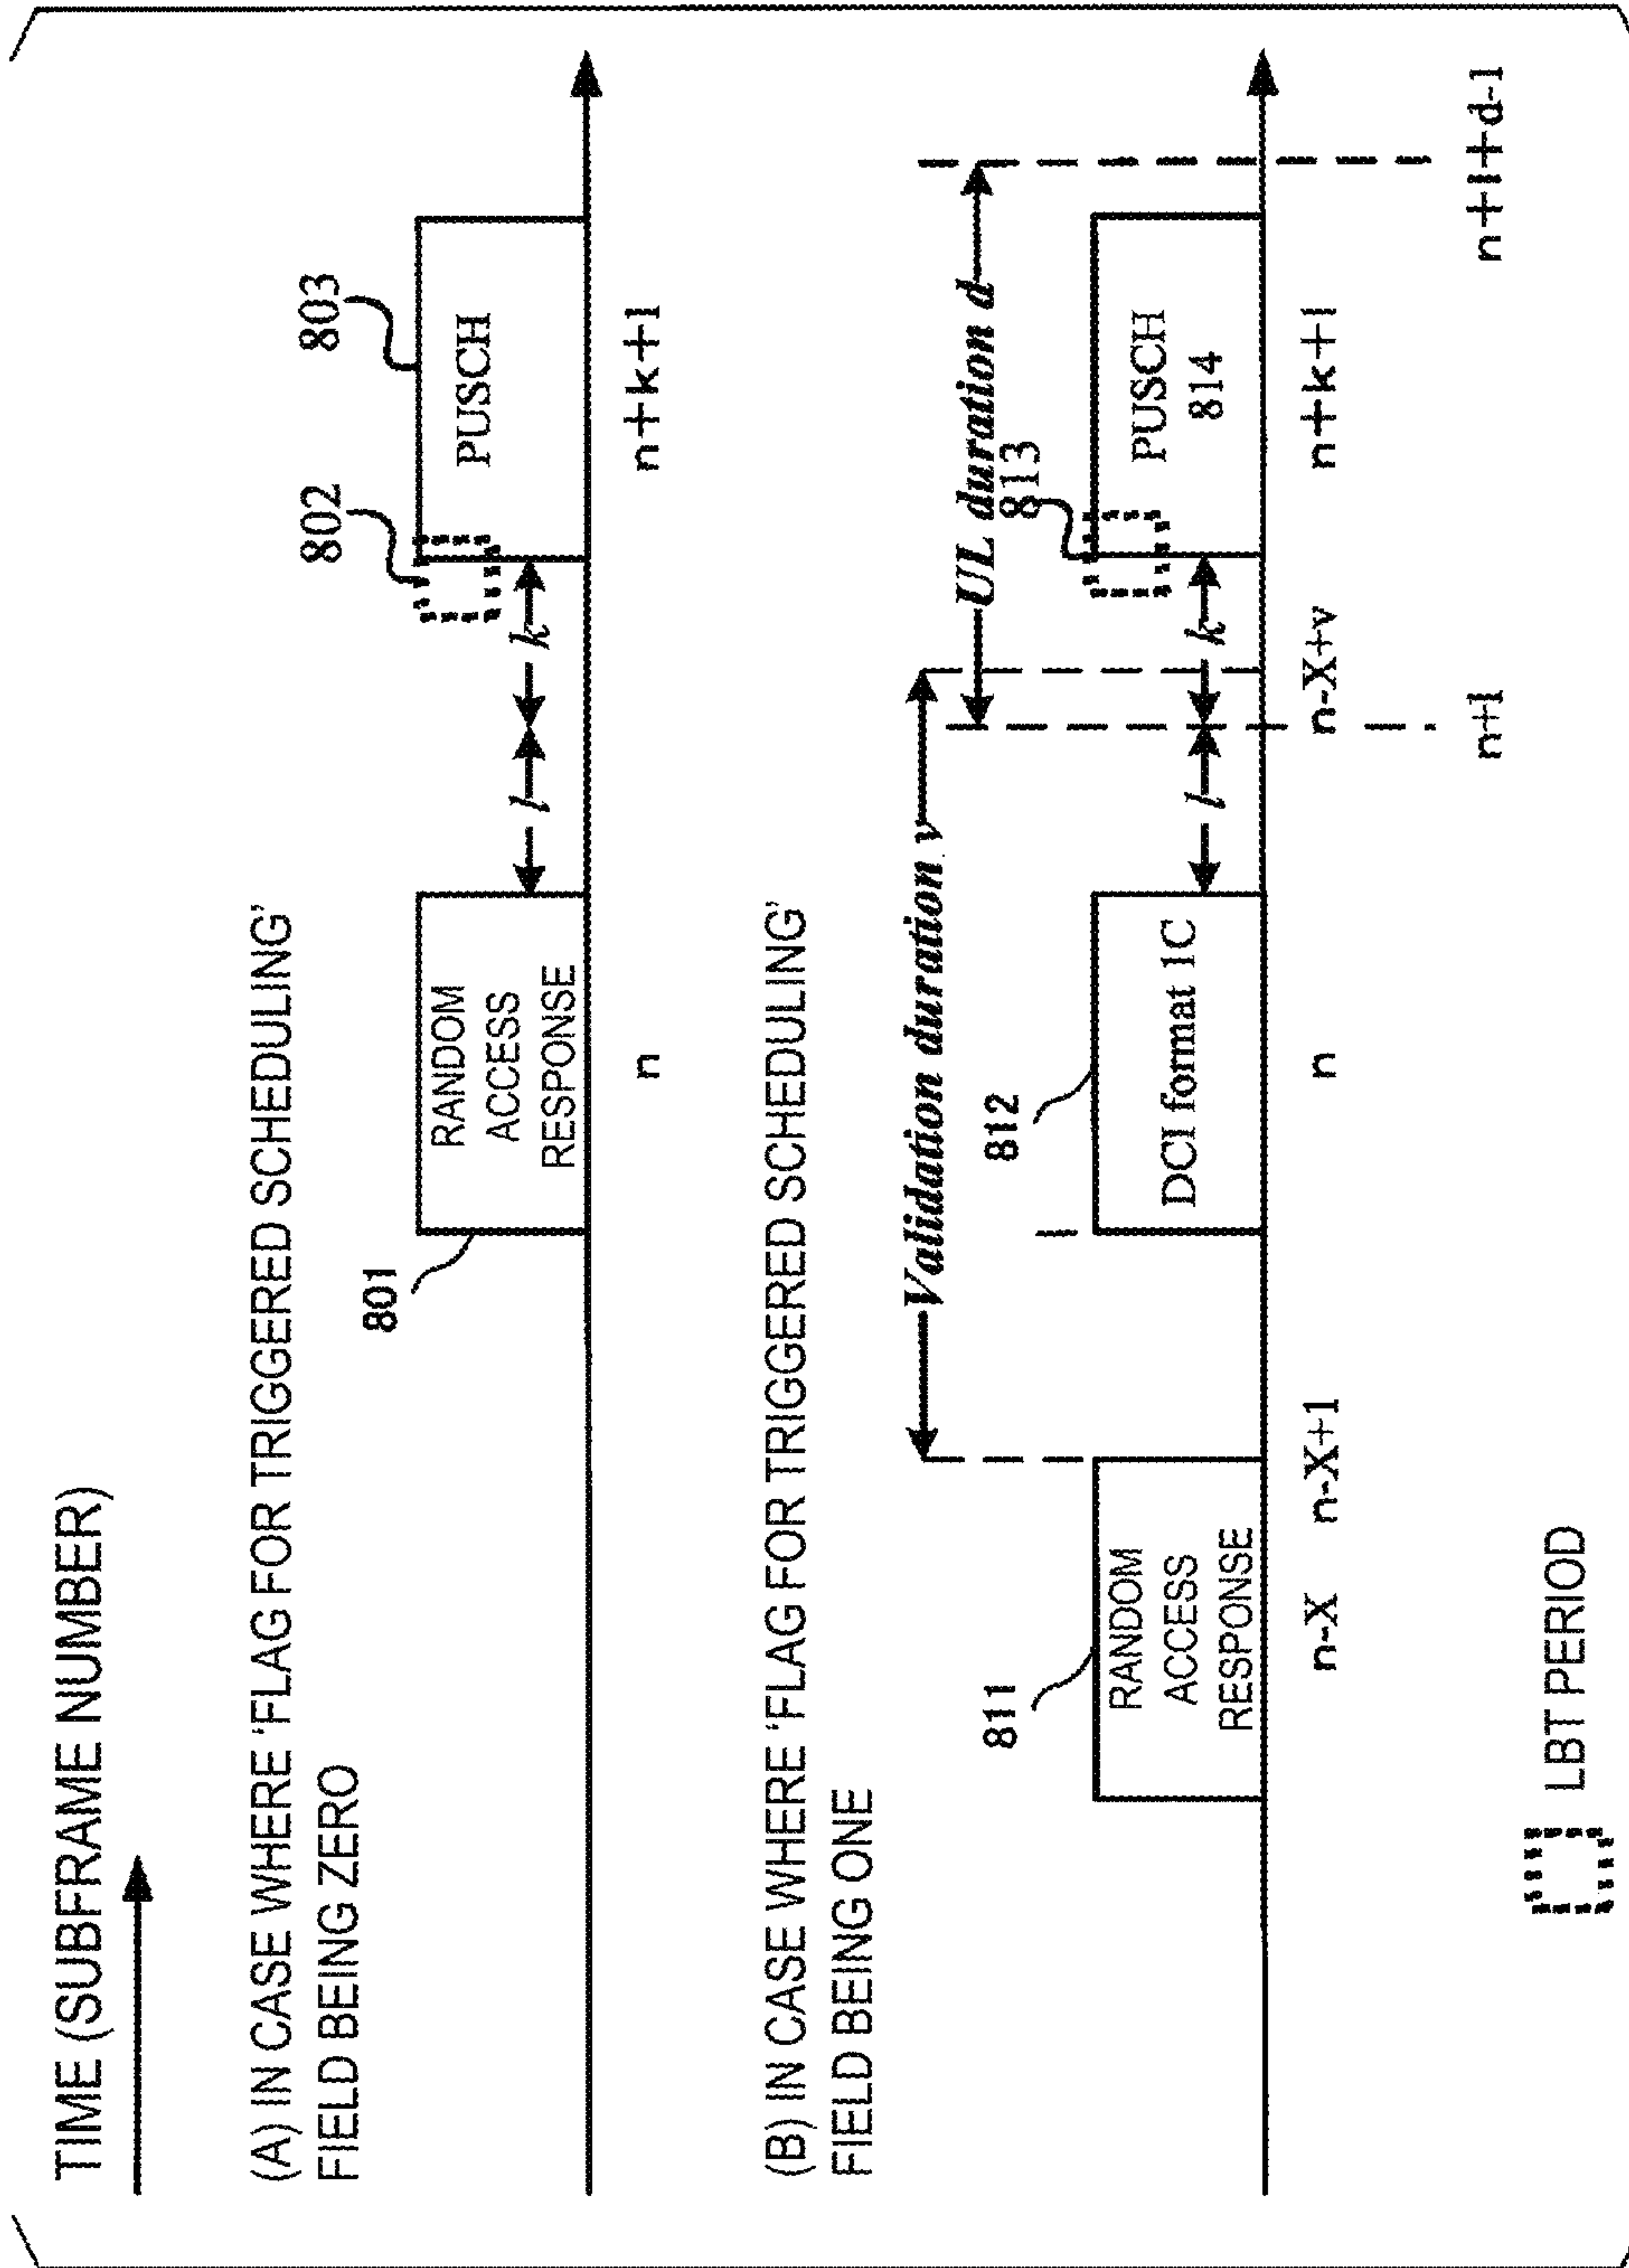 TIME (SUBFRAME NUMBER)
(A) IN CASE WHERE 'FLAG FOR TRIGGERED SCHEDULING'
FIELD BEING ZERO
801
802
803
RANDOM
ACCESS
RESPONSE
l
k
PUSCH
n
n+k+l
(B) IN CASE WHERE 'FLAG FOR TRIGGERED SCHEDULING'
FIELD BEING ONE
Validation duration v
UL duration d
811
812
813
RANDOM
ACCESS
RESPONSE
DCI format 1C
l
k
PUSCH
814
n-X
n-X+1
n
n-X+v
n+k+l
n+l
n+l+d-1
LBT PERIOD